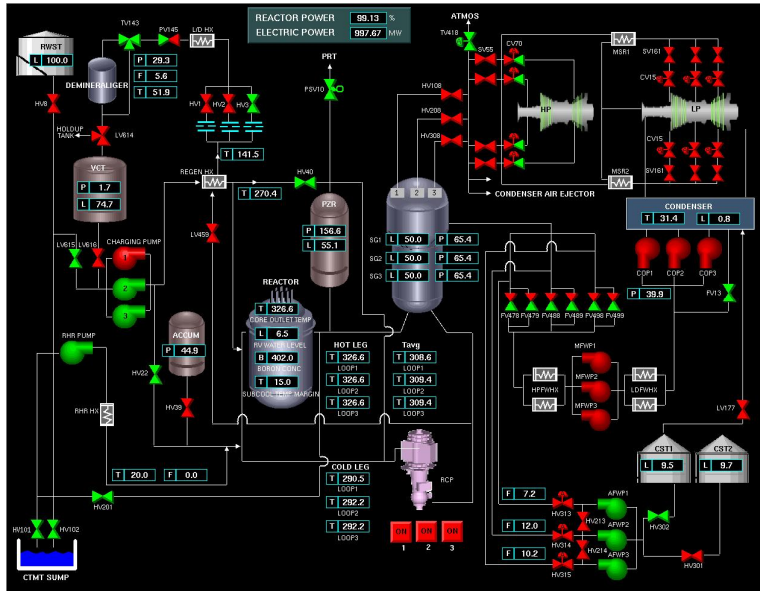 REACTOR POWER 99.13 %
ELECTRIC POWER 997.67 MW
ATMOS
TV418
SV55
CV70
MSR1
SV161
CV15
HP
LP
CV15
SV161
MSR2
CONDENSER AIR EJECTOR
RWST
L 100.0
TV143
PV145
L/D HX
DEMINERALIGER
P 29.3
F 5.6
T 51.9
HV8
HV1
HV2
HV3
HOLDUP
TANK
LV614
T 141.5
PRT
PSV10
HV108
HV208
HV308
VCT
P 1.7
L 74.7
REGEN HX
T 270.4
HV40
1 2 3
PZR
P 156.6
L 55.1
LV459
LV615
LV616
CHARGING PUMP
1
2
3
SG1 L 50.0 P 65.4
SG2 L 50.0 P 65.4
SG3 L 50.0 P 65.4
CONDENSER
T 31.4 L 0.8
COP1
COP2
COP3
P 39.9
FV13
REACTOR
T 326.6
CORE OUTLET TEMP
L 6.5
RV WATER LEVEL
B 402.0
BORON CONC
T 15.0
SUBCOOL TEMP MARGIN
ACCUM
P 44.9
RHR PUMP
HV22
HV39
RHR HX
HOT LEG
T 326.6
LOOP1
T 326.6
LOOP2
T 326.6
LOOP3
Tavg
T 308.6
LOOP1
T 309.4
LOOP2
T 309.4
LOOP3
FV478
FV479
FV488
FV489
FV498
FV499
MFWP1
MFWP2
MFWP3
HPFWHX
LOFWHX
LV177
CST1
L 9.5
CST2
L 9.7
T 20.0 F 0.0
HV201
HV101
HV102
CTMT SUMP
COLD LEG
T 290.5
LOOP1
T 292.2
LOOP2
T 292.2
LOOP3
RCP
ON ON ON
1 2 3
F 7.2
HV313
HV213
AFWP1
F 12.0
HV314
HV214
AFWP2
F 10.2
HV315
AFWP3
HV302
HV301